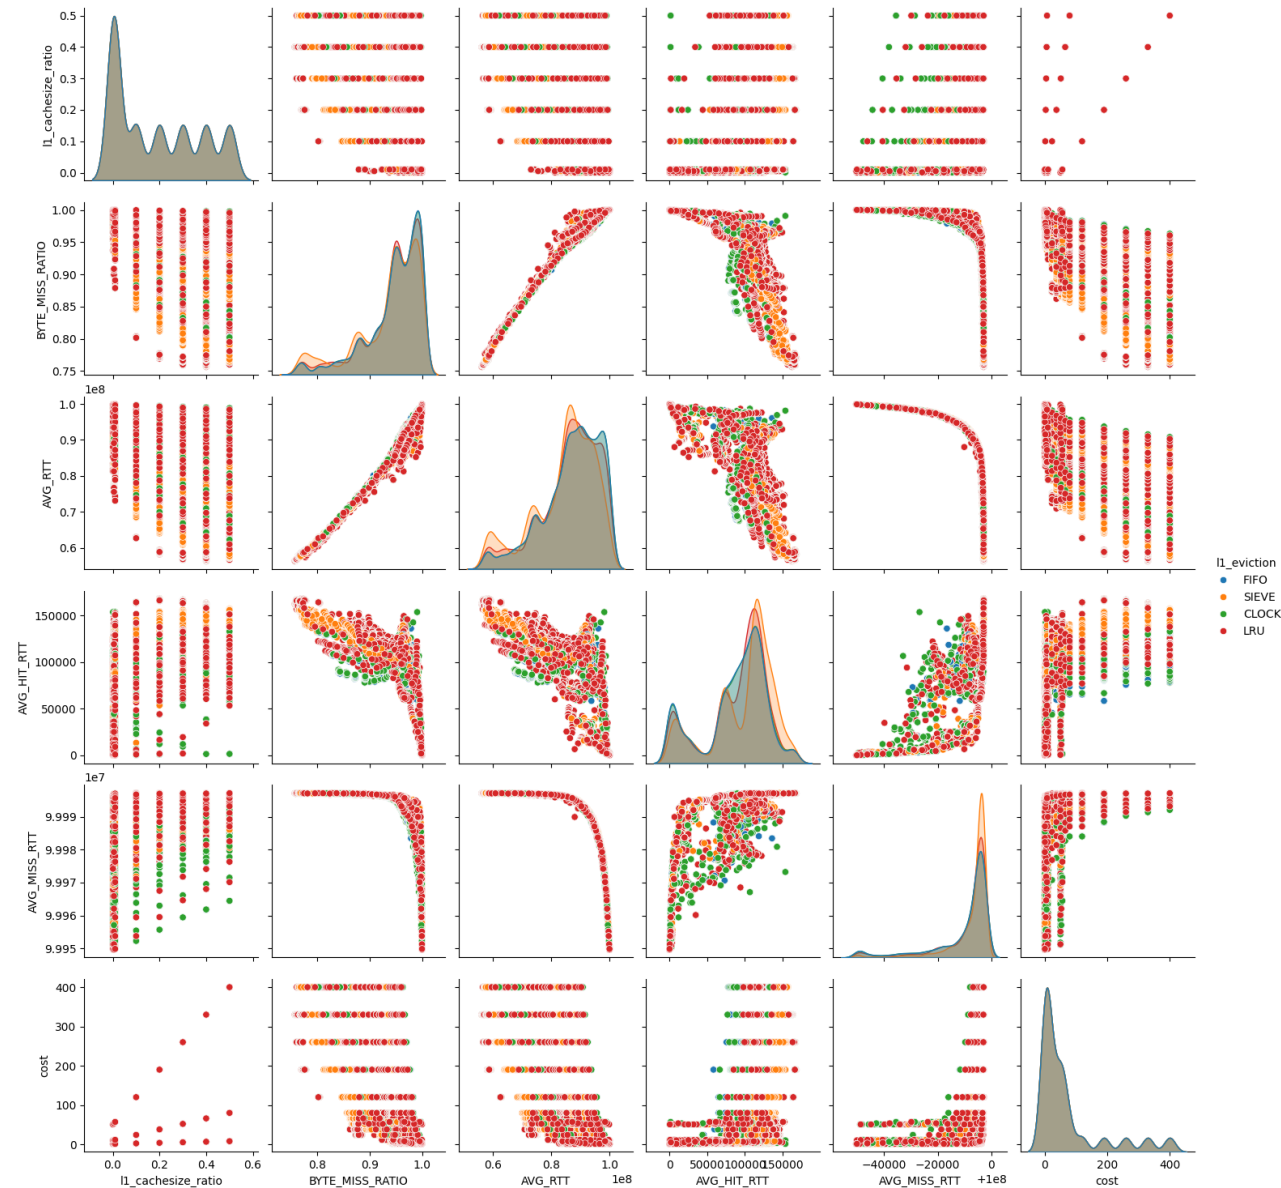 0.5
0.4
0.3
0.2
0.1
0.0
l1_cachesize_ratio
1.00
0.95
0.90
0.85
0.80
0.75
BYTE_MISS_RATIO
1e8
1.0
0.9
0.8
0.7
0.6
AVG_RTT
150000
100000
50000
0
AVG_HIT_RTT
l1_eviction
FIFO
SIEVE
CLOCK
LRU
1e7
9.999
9.998
9.997
9.996
9.995
AVG_MISS_RTT
400
300
200
100
0
cost
0.0 0.2 0.4 0.6
l1_cachesize_ratio
0.8 0.9 1.0
BYTE_MISS_RATIO
0.6 0.8 1.0
1e8
AVG_RTT
0 50000 100000 150000
AVG_HIT_RTT
−40000 −20000 0
+1e8
AVG_MISS_RTT
0 200 400
cost